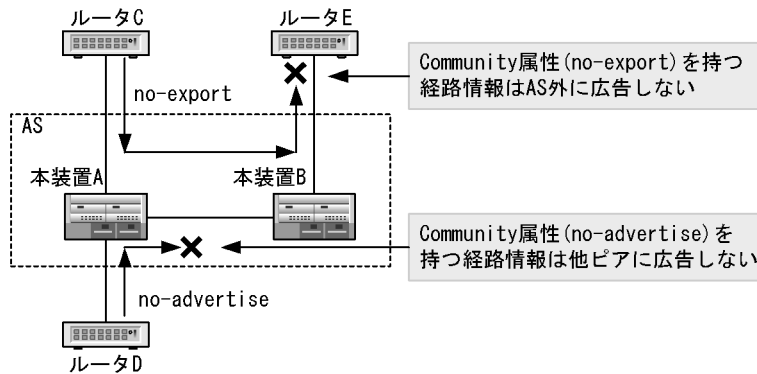 ルータC
ルータE
Community属性(no-export)を持つ
経路情報はAS外に広告しない
no-export
AS
本装置A
本装置B
Community属性(no-advertise)を
持つ経路情報は他ピアに広告しない
no-advertise
ルータD